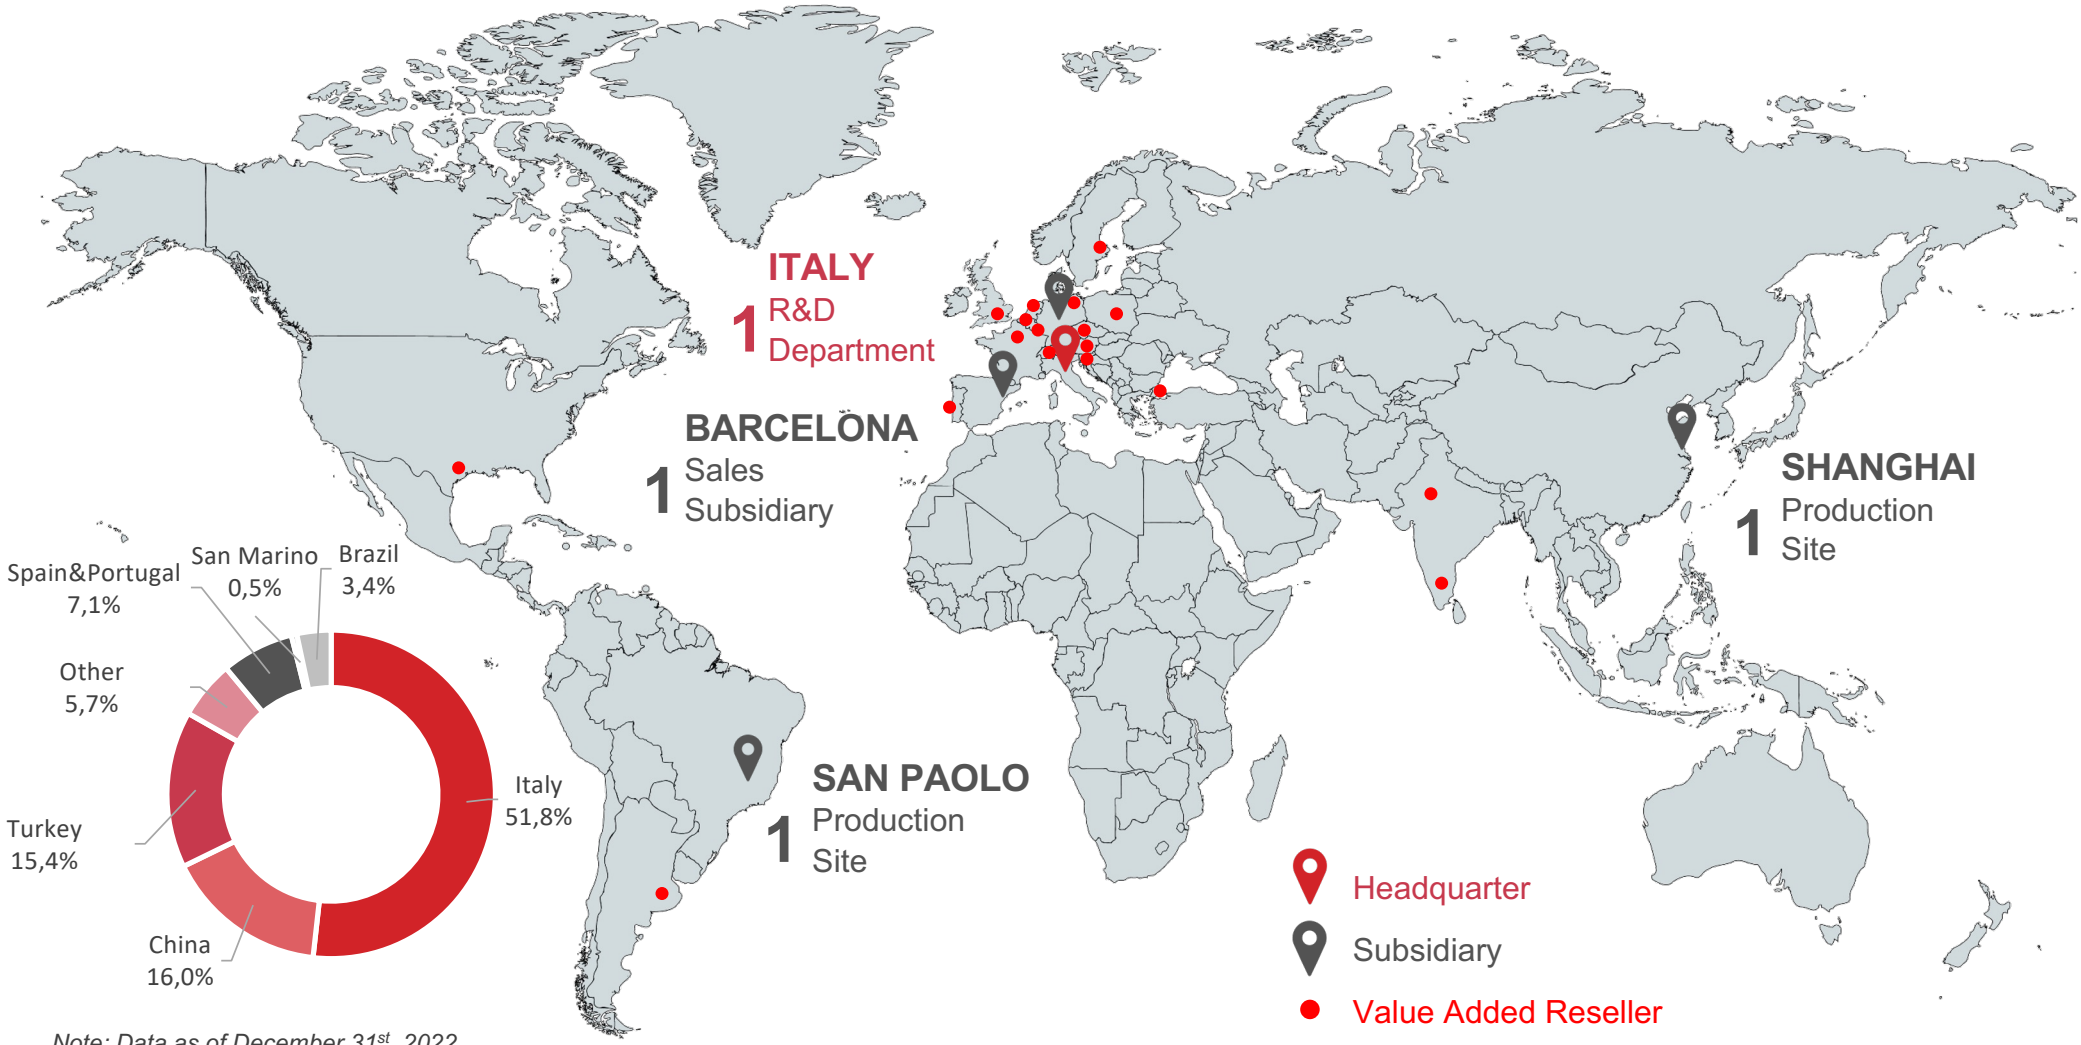 ITALY
1
R&D
Department
BARCELONA
1
Sales
Subsidiary
SHANGHAI
1
Production
Site
San Marino
0,5%
Brazil
3,4%
Spain&Portugal
7,1%
Other
5,7%
Turkey
15,4%
China
16,0%
Italy
51,8%
SAN PAOLO
1
Production
Site
Headquarter
Subsidiary
Value Added Reseller
Note: Data as of December 31st, 2022